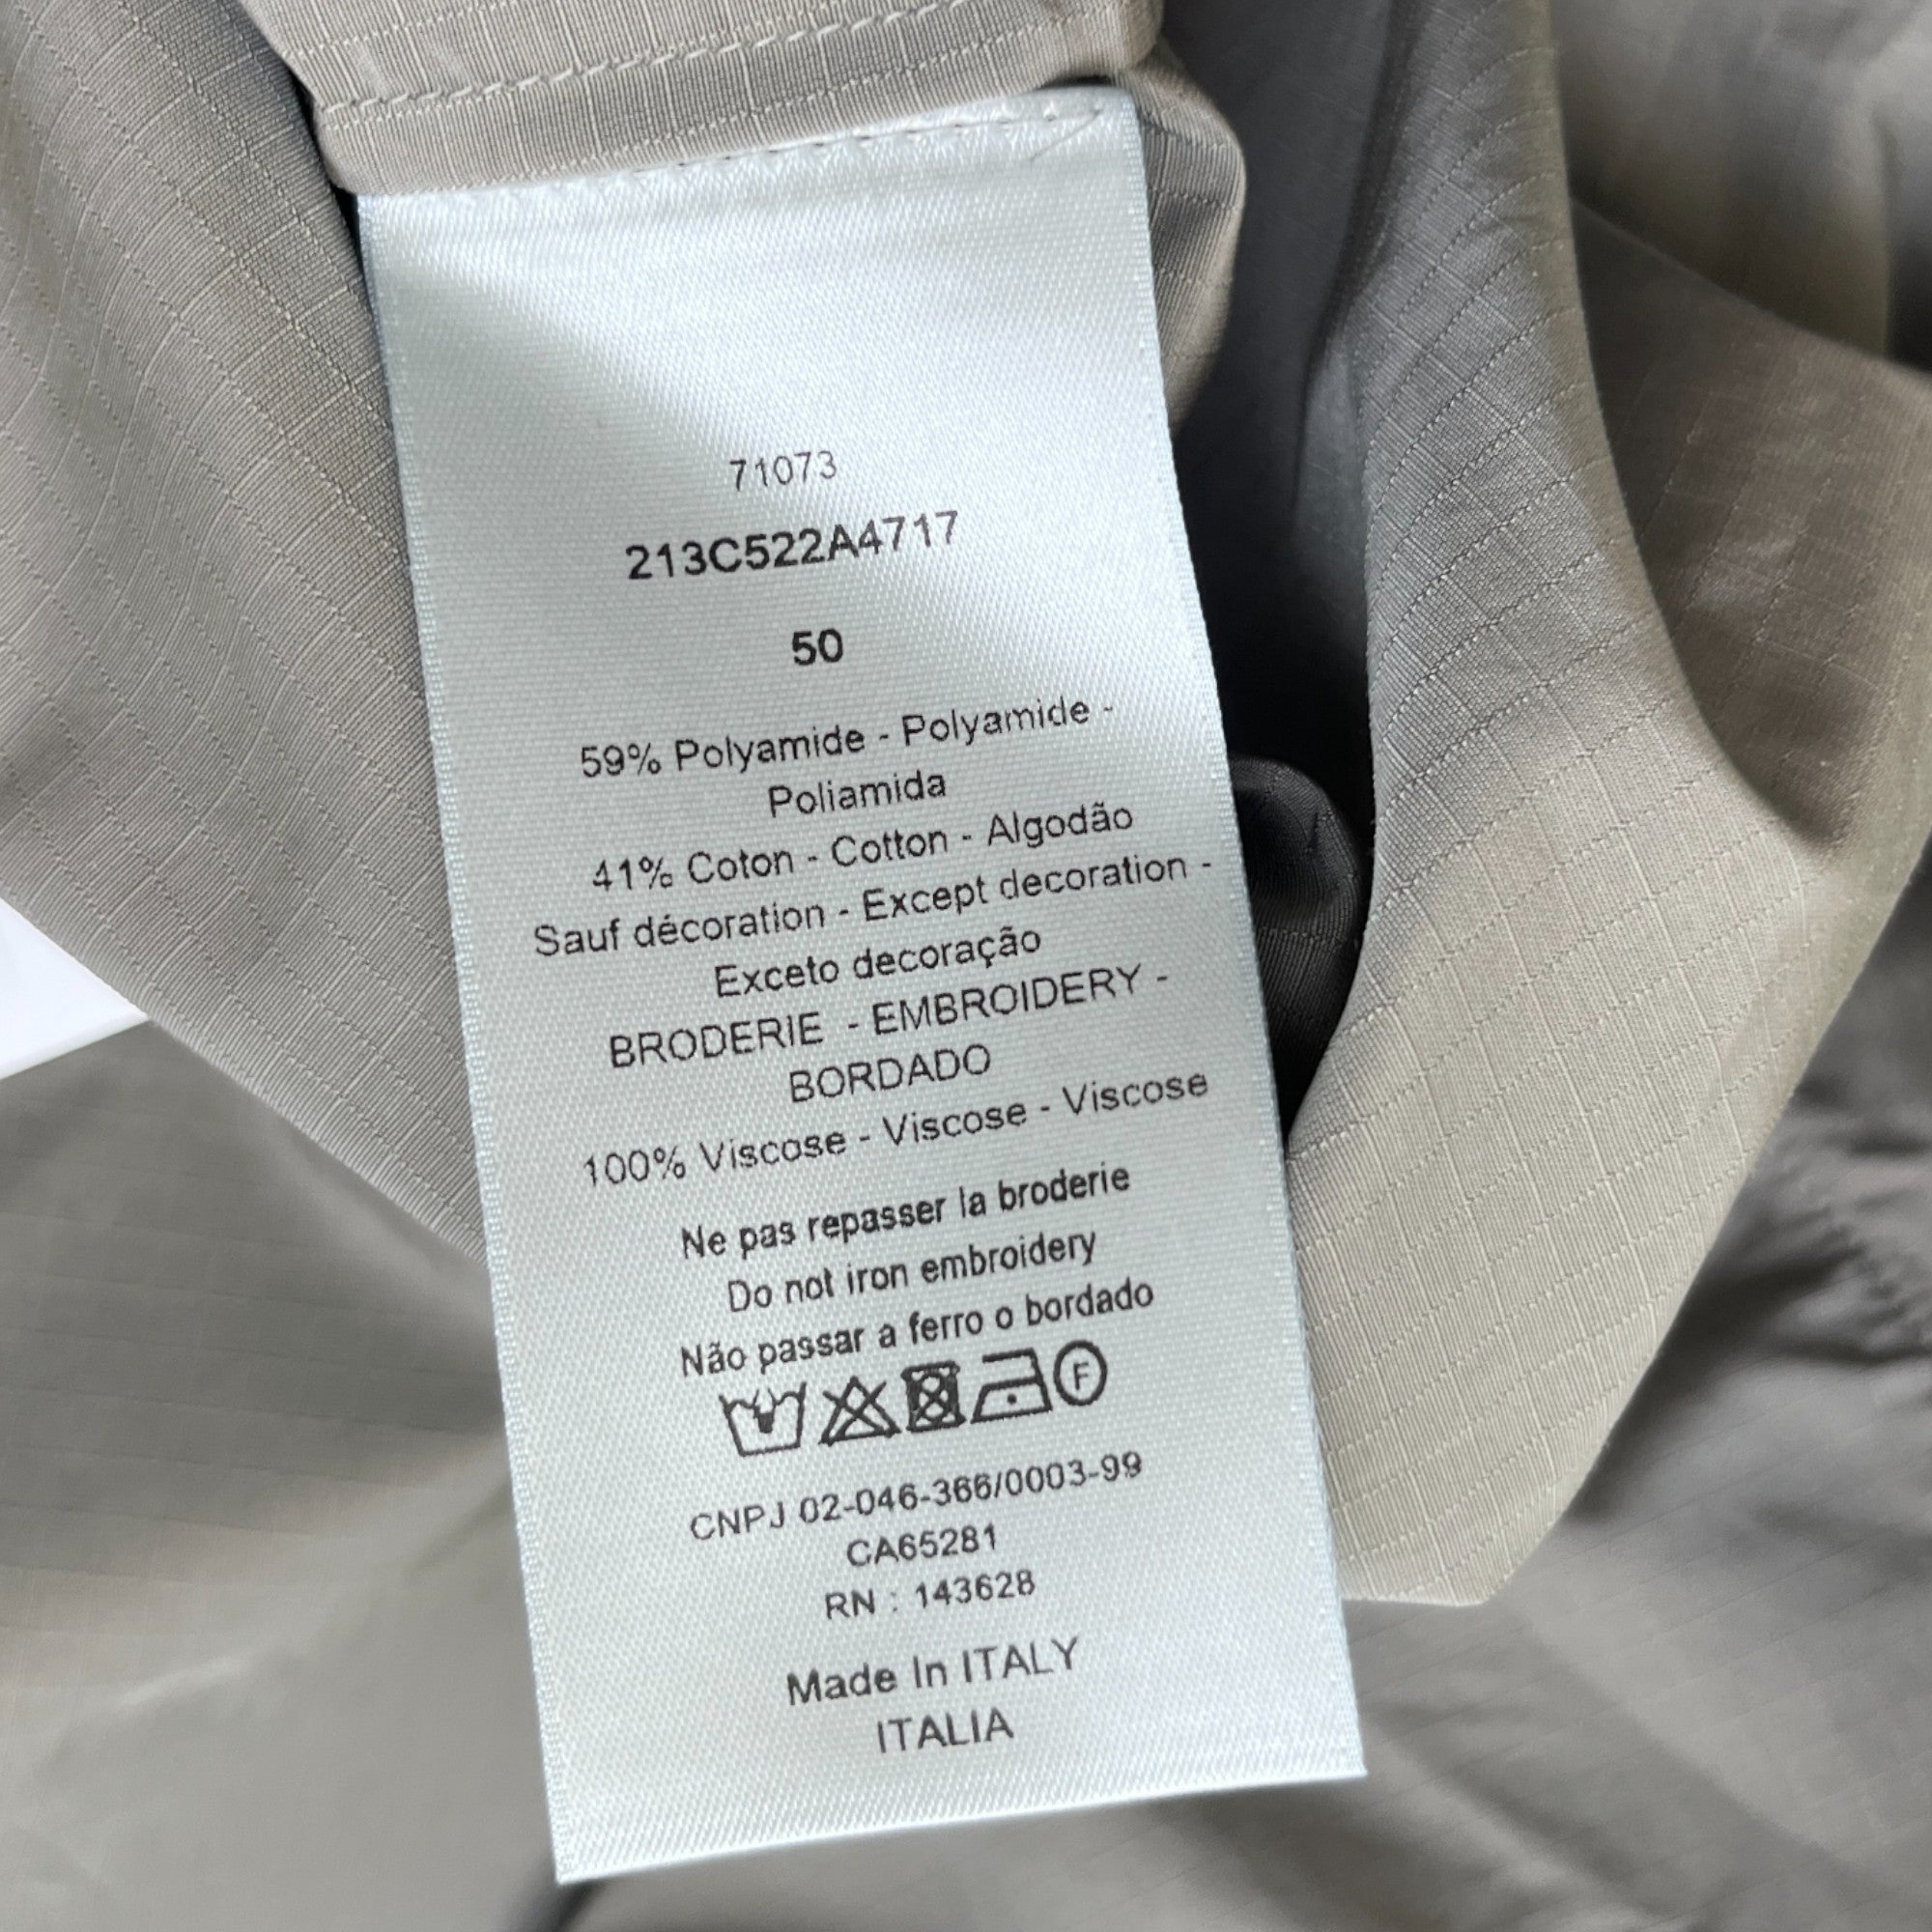 71073
213C522A4717
50
59% Polyamide - Polyamide -
Poliamida
41% Coton - Cotton - Algodão
Sauf décoration - Except decoration -
Exceto decoração
BRODERIE - EMBROIDERY -
BORDADO
100% Viscose - Viscose - Viscose
Ne pas repasser la broderie
Do not iron embroidery
Não passar a ferro o bordado
F
CNPJ 02-046-366/0003-99
CA65281
RN : 143628
Made In ITALY
ITALIA